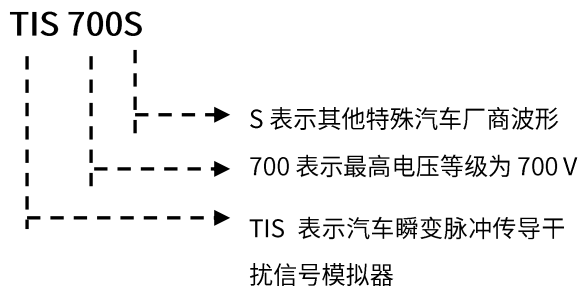 TIS 700S
S 表示其他特殊汽车厂商波形
700 表示最高电压等级为 700 V
TIS 表示汽车瞬变脉冲传导干
扰信号模拟器